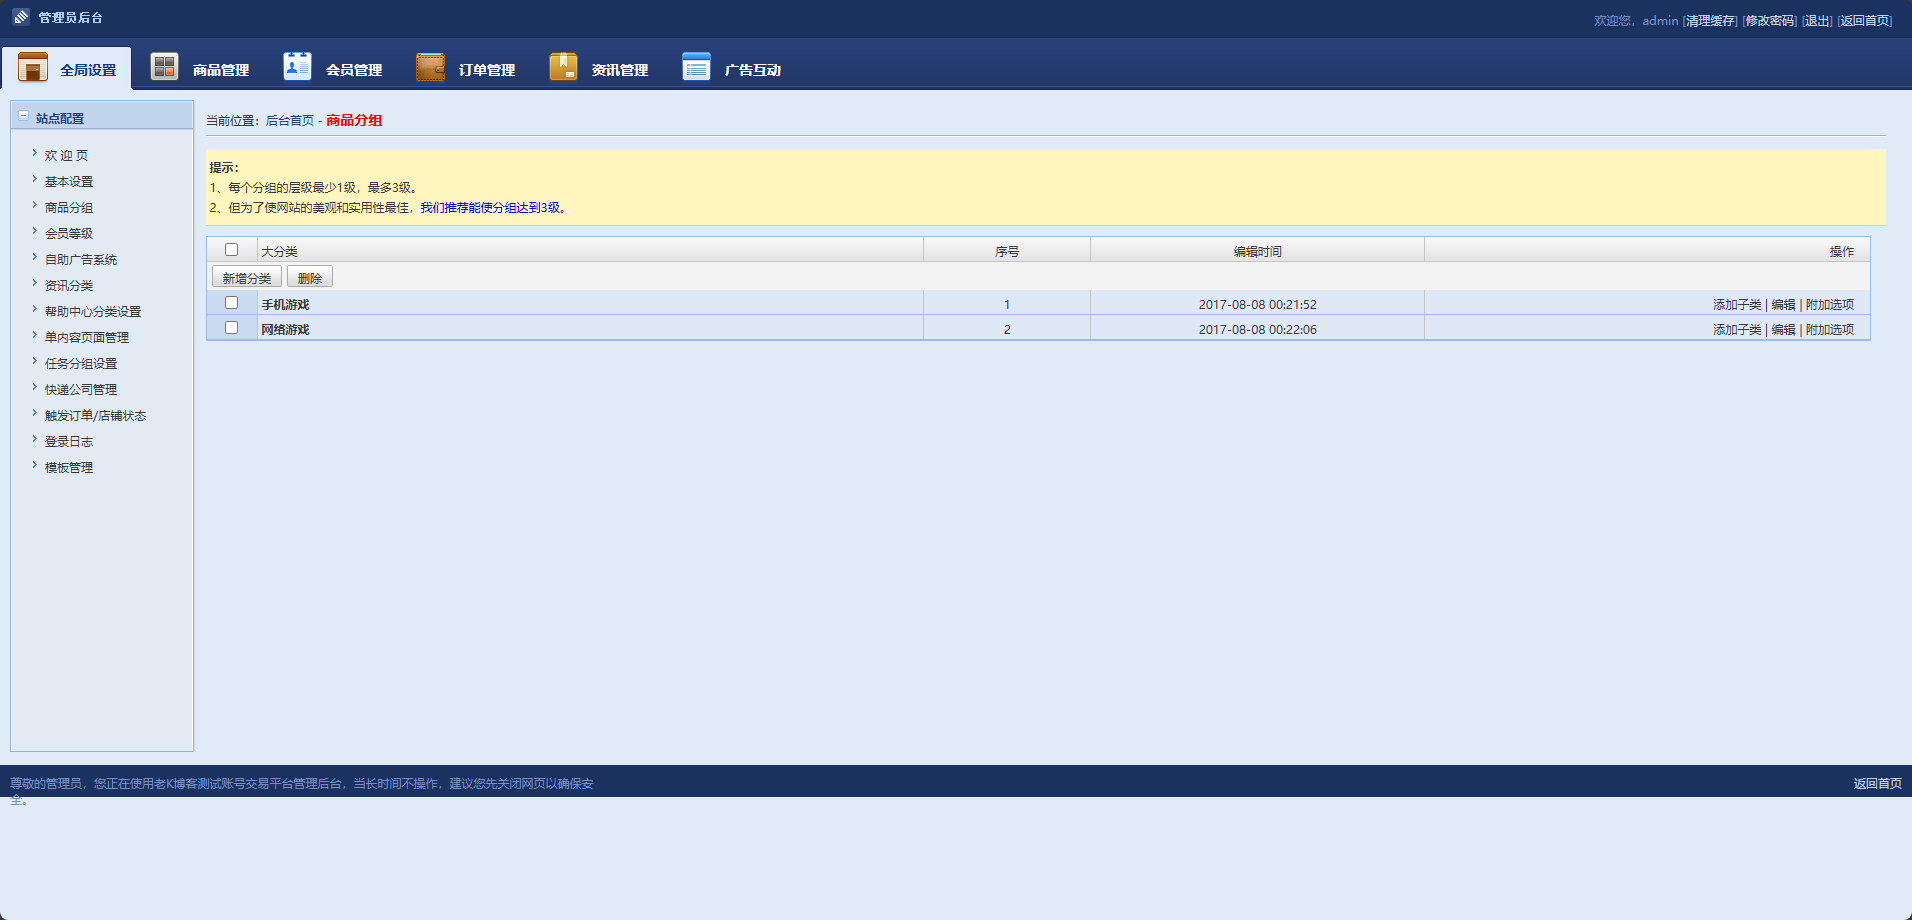 管理员后台
欢迎您，admin [清理缓存] [修改密码] [退出] [返回首页]
全局设置 商品管理 会员管理 订单管理 资讯管理 广告互动
站点配置
欢 迎 页
基本设置
商品分组
会员等级
自助广告系统
资讯分类
帮助中心分类设置
单内容页面管理
任务分组设置
快递公司管理
触发订单/店铺状态
登录日志
模板管理
当前位置：后台首页 - 商品分组
提示：
1、每个分组的层级最少1级，最多3级。
2、但为了使网站的美观和实用性最佳，我们推荐能使分组达到3级。
大分类 序号 编辑时间 操作
新增分类 删除
手机游戏 1 2017-08-08 00:21:52 添加子类 | 编辑 | 附加选项
网络游戏 2 2017-08-08 00:22:06 添加子类 | 编辑 | 附加选项
尊敬的管理员，您正在使用老K博客测试账号交易平台管理后台，当长时间不操作，建议您先关闭网页以确保安
全。
返回首页